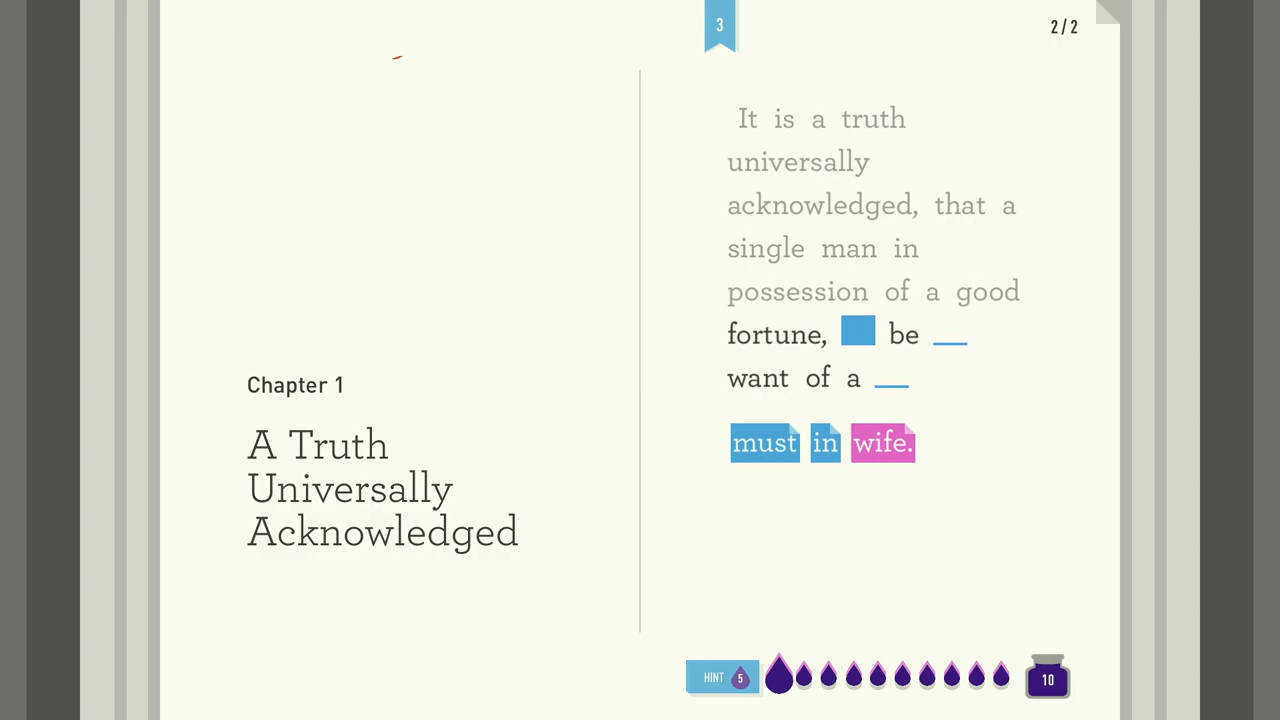 3
2/2
Chapter 1
A Truth
Universally
Acknowledged
It is a truth
universally
acknowledged, that a
single man in
possession of a good
fortune, be
want of a
must in wife.
HINT 5
10